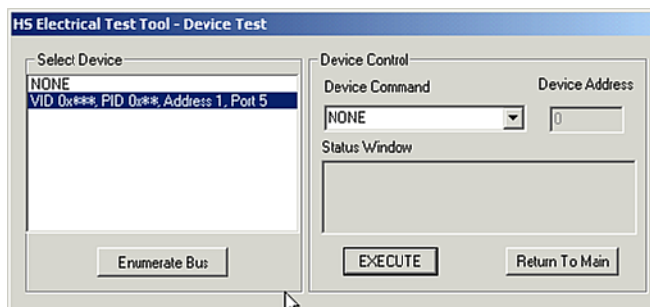 HS Electrical Test Tool - Device Test
Select Device
NONE
VID 0x***, PID 0x**, Address 1, Port 5
Enumerate Bus
Device Control
Device Command
Device Address
NONE
0
Status Window
EXECUTE
Return To Main